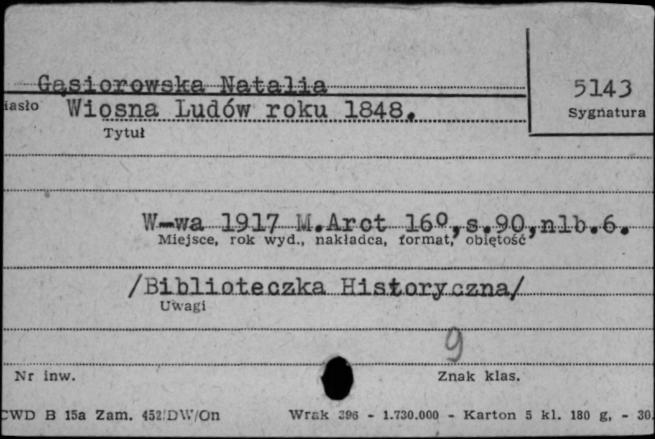 Gąsiorowska Natalia
5143
iasło Wiosna Ludów roku 1848.
Sygnatura
Tytuł
W-wa 1917 M.Arct 16º,s.90,nlb.6.
Miejsce, rok wyd., nakładca, format, objętość
/Biblioteczka Historyczna/
Uwagi
9
Nr inw.
Znak klas.
CWD B 15a Zam. 452/DW/On Wrak 396 - 1.730.000 - Karton 5 kl. 180 g, - 30.